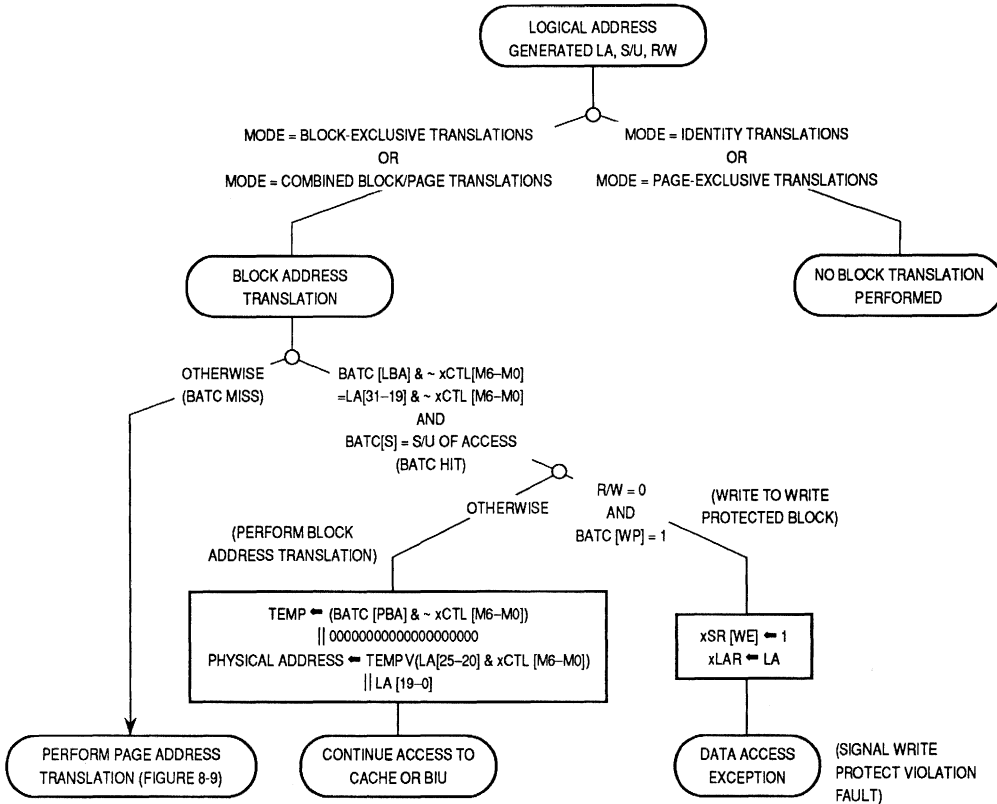 LOGICAL ADDRESS
GENERATED LA, S/U, R/W
MODE = BLOCK-EXCLUSIVE TRANSLATIONS
OR
MODE = COMBINED BLOCK/PAGE TRANSLATIONS
MODE = IDENTITY TRANSLATIONS
OR
MODE = PAGE-EXCLUSIVE TRANSLATIONS
BLOCK ADDRESS
TRANSLATION
NO BLOCK TRANSLATION
PERFORMED
OTHERWISE
(BATC MISS)
BATC [LBA] & ~ xCTL[M6–M0]
=LA[31–19] & ~ xCTL [M6–M0]
AND
BATC[S] = S/U OF ACCESS
(BATC HIT)
OTHERWISE
R/W = 0
AND
BATC [WP] = 1
(WRITE TO WRITE
PROTECTED BLOCK)
(PERFORM BLOCK
ADDRESS TRANSLATION)
TEMP ← (BATC [PBA] & ~ xCTL [M6–M0])
|| 00000000000000000000
PHYSICAL ADDRESS ← TEMP V(LA[25–20] & xCTL [M6–M0])
|| LA [19–0]
xSR [WE] ← 1
xLAR ← LA
PERFORM PAGE ADDRESS
TRANSLATION (FIGURE 8-9)
CONTINUE ACCESS TO
CACHE OR BIU
DATA ACCESS
EXCEPTION
(SIGNAL WRITE
PROTECT VIOLATION
FAULT)